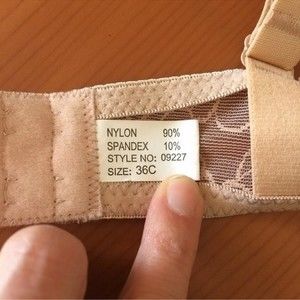 NYLON 90%
SPANDEX 10%
STYLE NO: 09227
SIZE: 36C